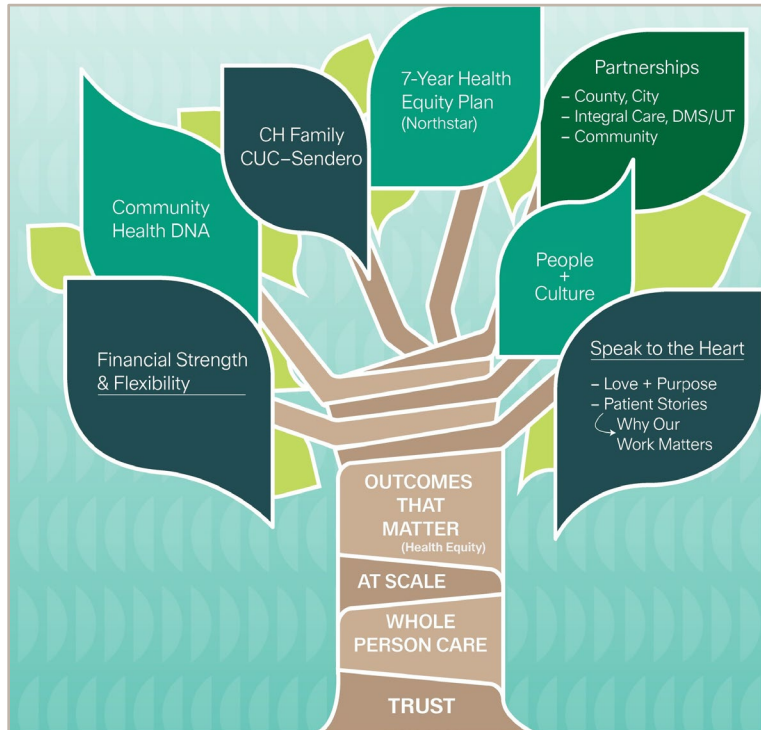 7-Year Health
Equity Plan
(Northstar)
Partnerships
– County, City
– Integral Care, DMS/UT
– Community
CH Family
CUC–Sendero
Community
Health DNA
People
+
Culture
Financial Strength
& Flexibility
Speak to the Heart
– Love + Purpose
– Patient Stories
Why Our
Work Matters
OUTCOMES
THAT
MATTER
(Health Equity)
AT SCALE
WHOLE
PERSON CARE
TRUST